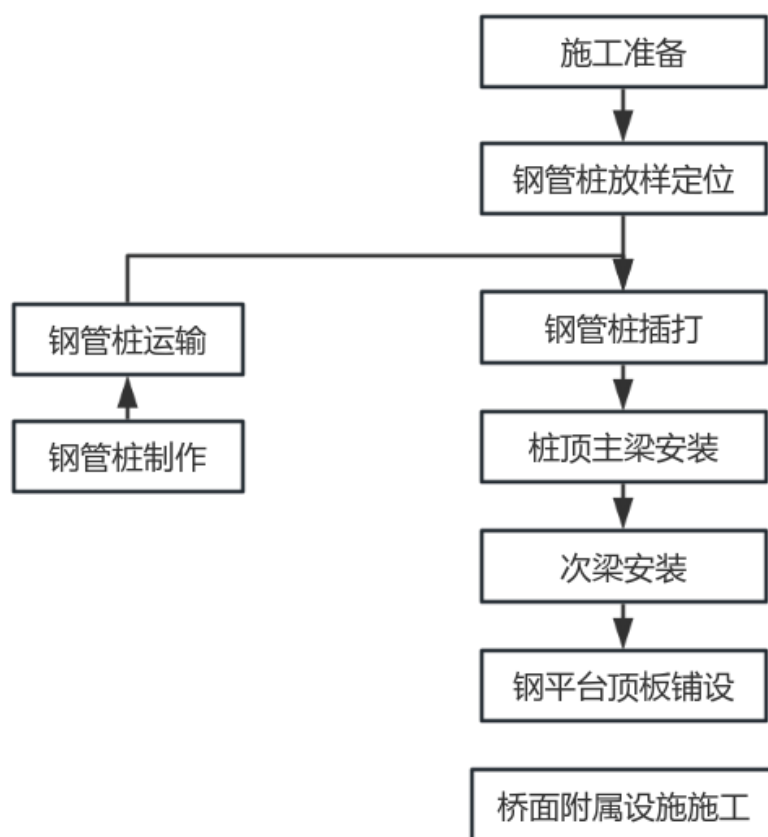 施工准备
钢管桩放样定位
钢管桩运输
钢管桩插打
钢管桩制作
桩顶主梁安装
次梁安装
钢平台顶板铺设
桥面附属设施施工